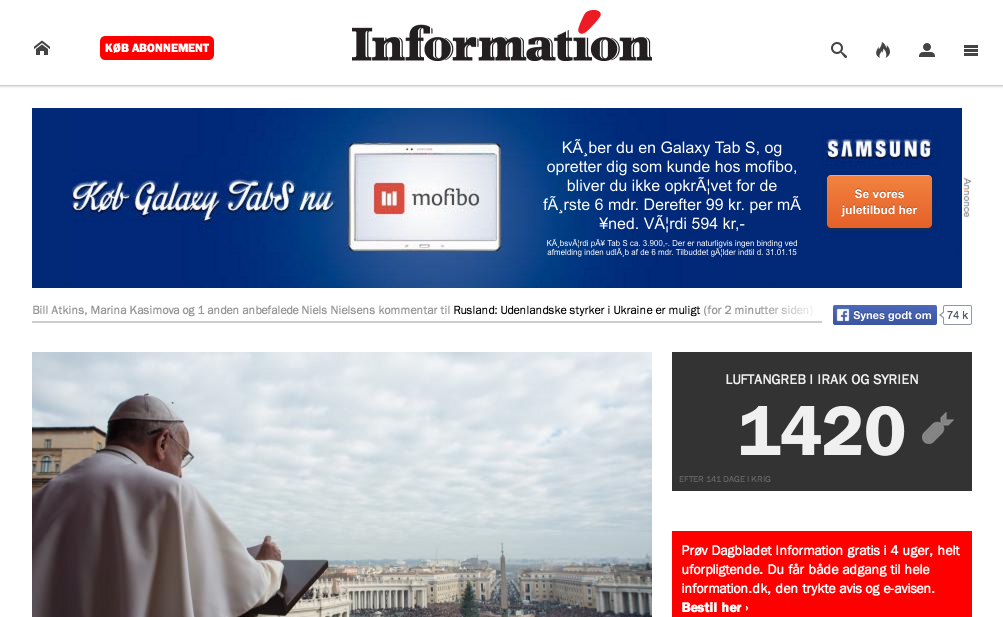 KØB ABONNEMENT
Information
Køb Galaxy TabS nu
mofibo
KÃ¸ber du en Galaxy Tab S, og
opretter dig som kunde hos mofibo,
bliver du ikke opkrÃ¦vet for de
fÃ¸rste 6 mdr. Derefter 99 kr. per mÃ
¥ned. VÃ¦rdi 594 kr,-
KÃ¸bsvÃ¦rdi pÃ¥ Tab S ca. 3.900,-. Der er naturligvis ingen binding ved
afmelding inden udlÃ¸b af de 6 mdr. Tilbuddet gÃ¦lder indtil d. 31.01.15
SAMSUNG
Se vores
juletilbud her
Annonce
Bill Atkins, Marina Kasimova og 1 anden anbefalede Niels Nielsens kommentar til Rusland: Udenlandske styrker i Ukraine er muligt (for 2 minutter siden)
Synes godt om
74 k
LUFTANGREB I IRAK OG SYRIEN
1420
EFTER 141 DAGE I KRIG
Prøv Dagbladet Information gratis i 4 uger, helt
uforpligtende. Du får både adgang til hele
information.dk, den trykte avis og e-avisen.
Bestil her ›